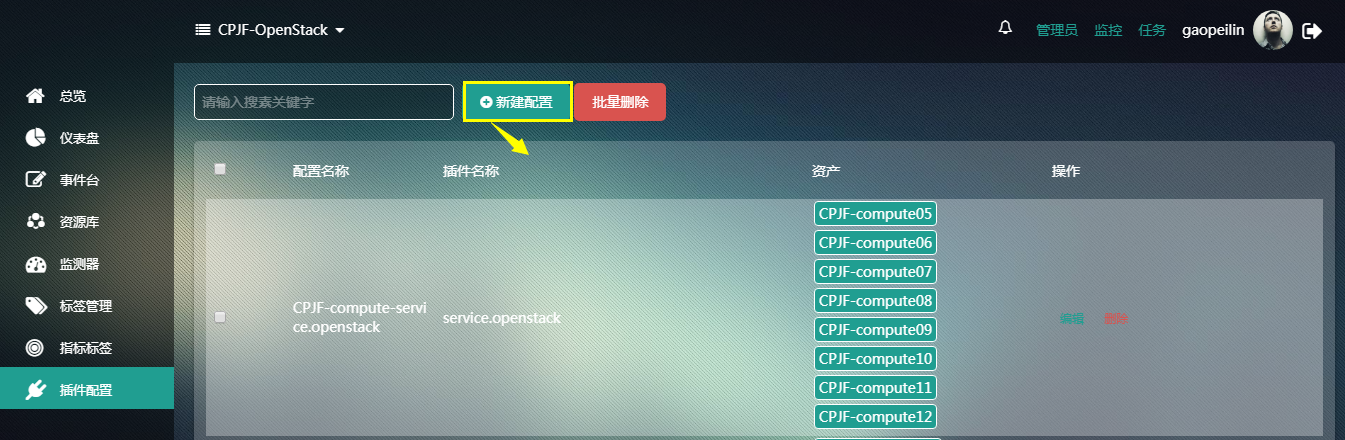 CPJF-OpenStack
管理员 监控 任务 gaopeilin
总览
仪表盘
事件台
资源库
监测器
标签管理
指标标签
插件配置
请输入搜素关键字
新建配置
批量删除
配置名称 插件名称 资产 操作
CPJF-compute-servi
ce.openstack
service.openstack
CPJF-compute05
CPJF-compute06
CPJF-compute07
CPJF-compute08
CPJF-compute09
CPJF-compute10
CPJF-compute11
CPJF-compute12
编辑 删除